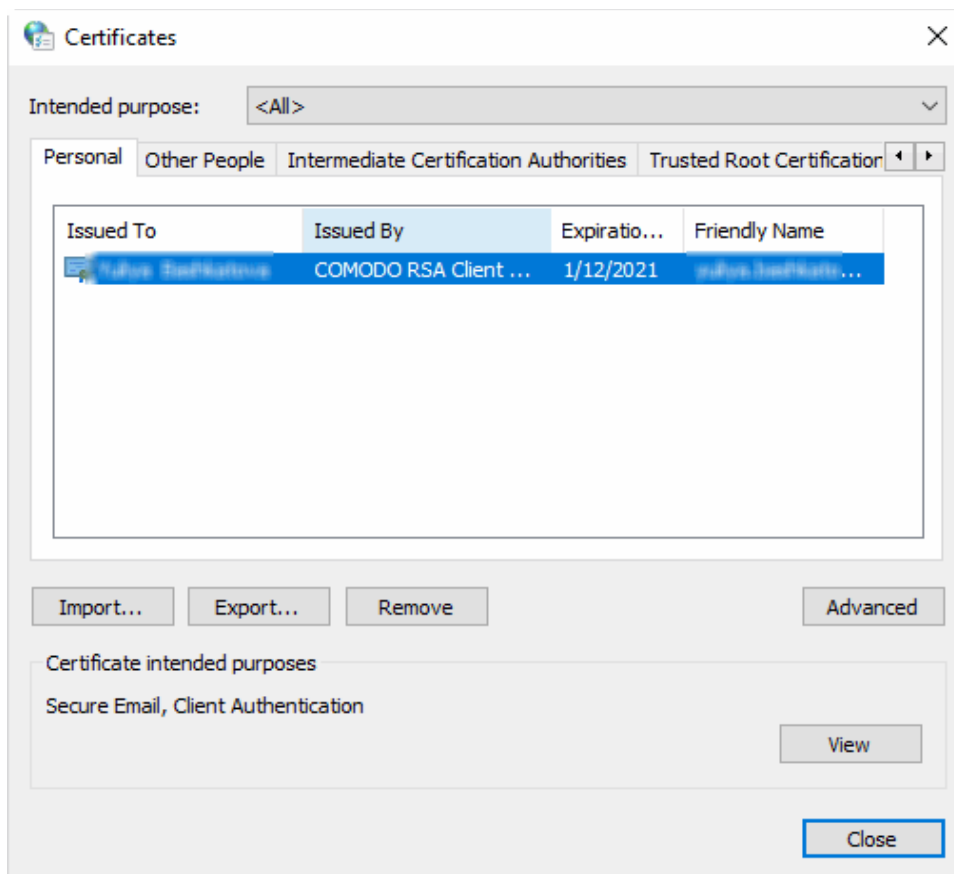 Certificates
Intended purpose: <All>
Personal Other People Intermediate Certification Authorities Trusted Root Certification
Issued To Issued By Expiratio... Friendly Name
COMODO RSA Client ... 1/12/2021 ...
Import... Export... Remove Advanced
Certificate intended purposes
Secure Email, Client Authentication
View
Close